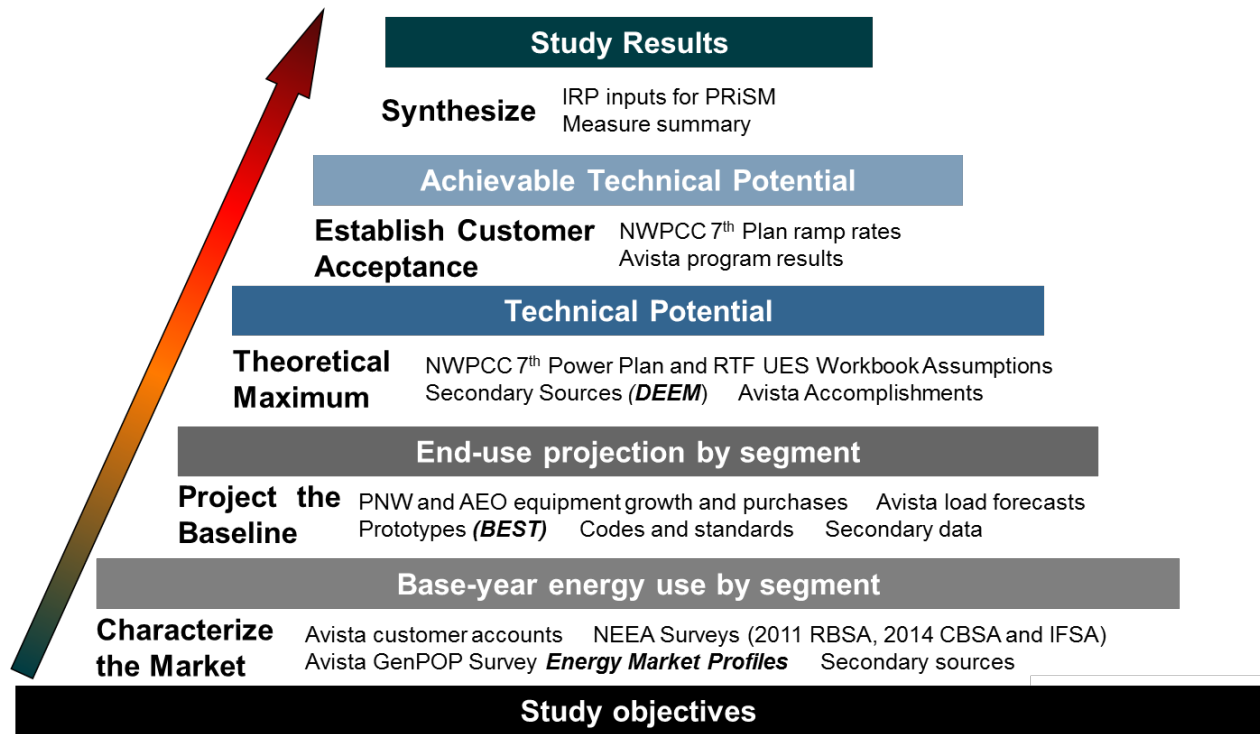 Study Results
Synthesize
IRP inputs for PRiSM
Measure summary
Achievable Technical Potential
Establish Customer
Acceptance
NWPCC 7th Plan ramp rates
Avista program results
Technical Potential
Theoretical
Maximum
NWPCC 7th Power Plan and RTF UES Workbook Assumptions
Secondary Sources (DEEM) Avista Accomplishments
End-use projection by segment
Project the
Baseline
PNW and AEO equipment growth and purchases Avista load forecasts
Prototypes (BEST) Codes and standards Secondary data
Base-year energy use by segment
Characterize
the Market
Avista customer accounts NEEA Surveys (2011 RBSA, 2014 CBSA and IFSA)
Avista GenPOP Survey Energy Market Profiles Secondary sources
Study objectives